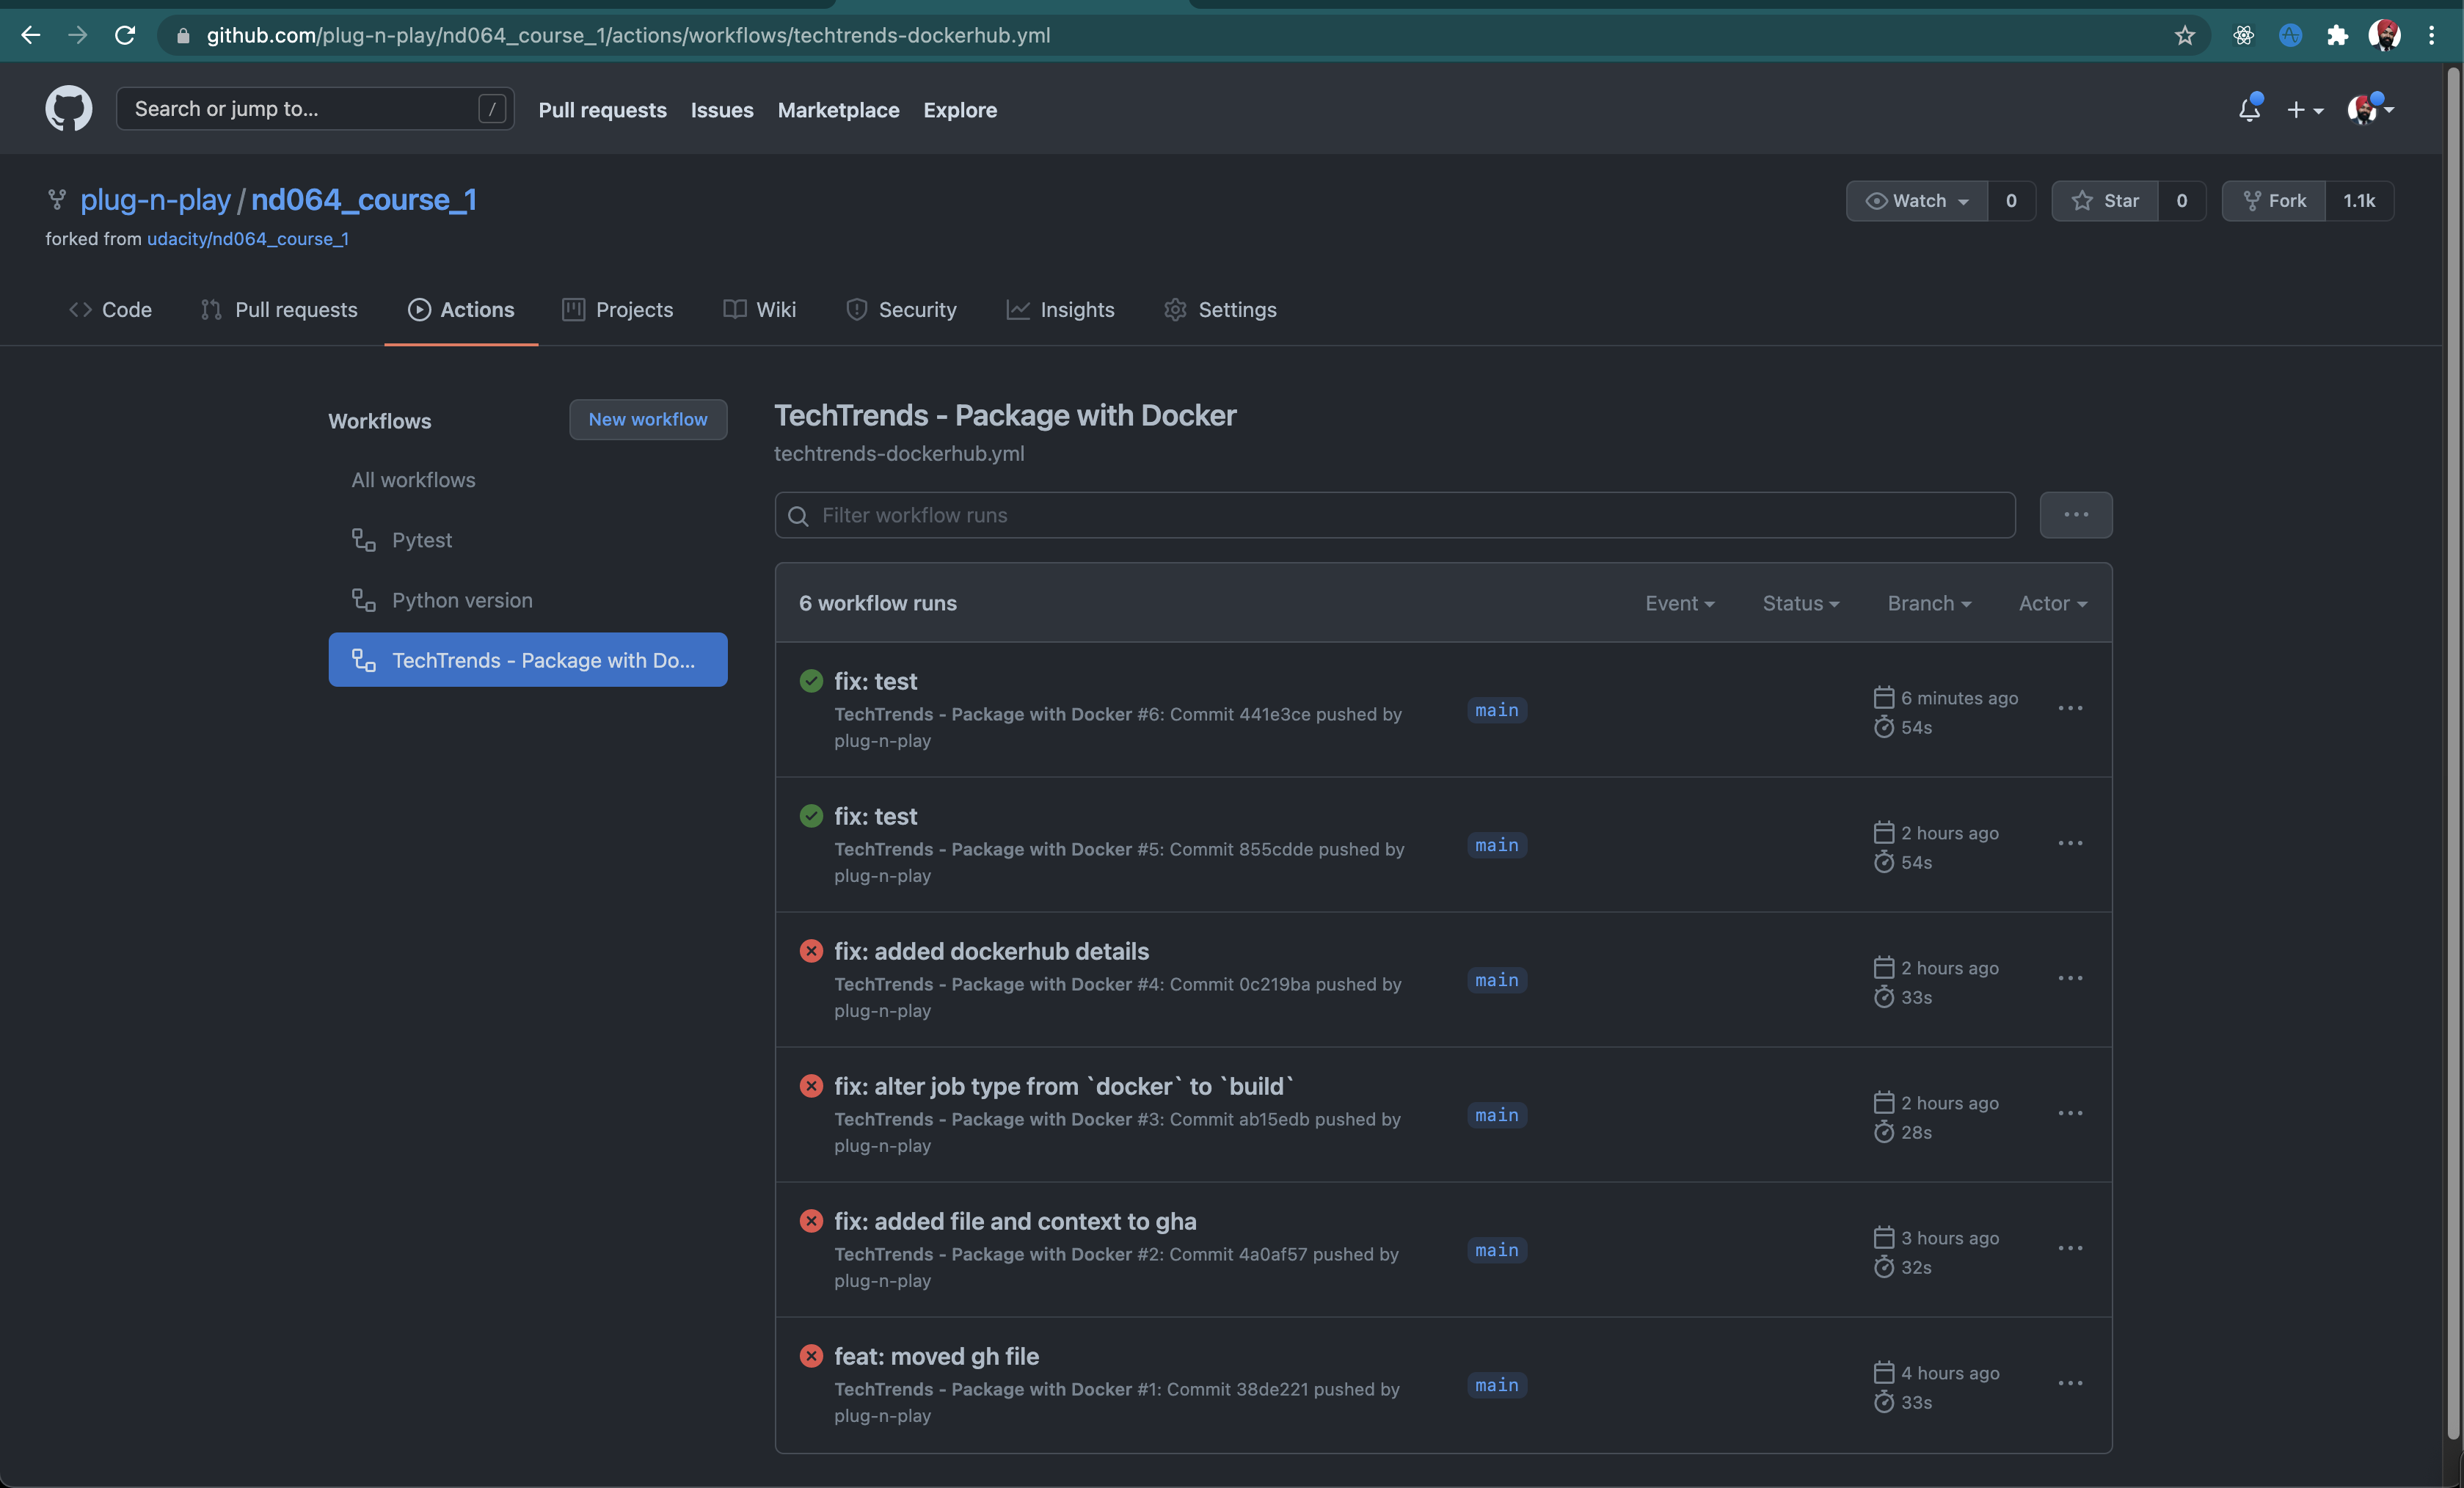 github.com/plug-n-play/nd064_course_1/actions/workflows/techtrends-dockerhub.yml
Search or jump to... /
Pull requests Issues Marketplace Explore
plug-n-play / nd064_course_1
Watch 0 Star 0 Fork 1.1k
forked from udacity/nd064_course_1
Code Pull requests Actions Projects Wiki Security Insights Settings
Workflows
New workflow
All workflows
Pytest
Python version
TechTrends - Package with Do...
TechTrends - Package with Docker
techtrends-dockerhub.yml
Filter workflow runs
6 workflow runs
Event Status Branch Actor
fix: test
TechTrends - Package with Docker #6: Commit 441e3ce pushed by
plug-n-play
main
6 minutes ago
54s
fix: test
TechTrends - Package with Docker #5: Commit 855cdde pushed by
plug-n-play
main
2 hours ago
54s
fix: added dockerhub details
TechTrends - Package with Docker #4: Commit 0c219ba pushed by
plug-n-play
main
2 hours ago
33s
fix: alter job type from `docker` to `build`
TechTrends - Package with Docker #3: Commit ab15edb pushed by
plug-n-play
main
2 hours ago
28s
fix: added file and context to gha
TechTrends - Package with Docker #2: Commit 4a0af57 pushed by
plug-n-play
main
3 hours ago
32s
feat: moved gh file
TechTrends - Package with Docker #1: Commit 38de221 pushed by
plug-n-play
main
4 hours ago
33s